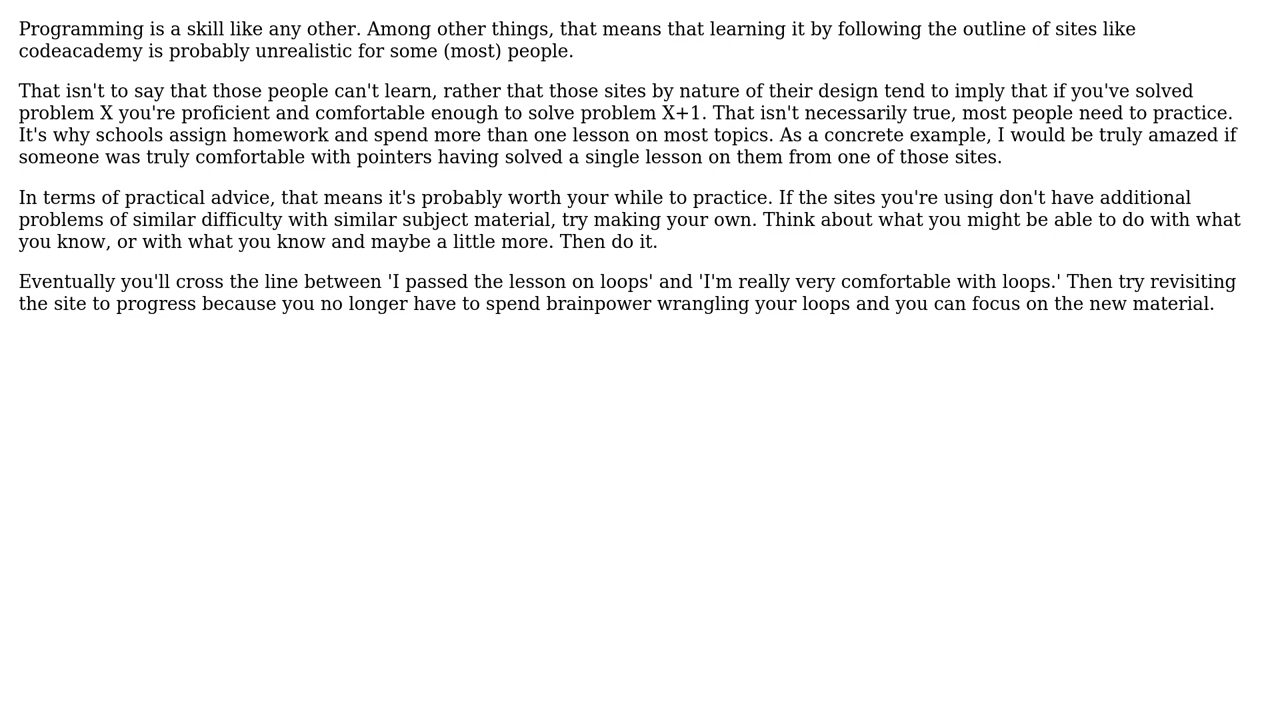 Programming is a skill like any other. Among other things, that means that learning it by following the outline of sites like
codeacademy is probably unrealistic for some (most) people.
That isn't to say that those people can't learn, rather that those sites by nature of their design tend to imply that if you've solved
problem X you're proficient and comfortable enough to solve problem X+1. That isn't necessarily true, most people need to practice.
It's why schools assign homework and spend more than one lesson on most topics. As a concrete example, I would be truly amazed if
someone was truly comfortable with pointers having solved a single lesson on them from one of those sites.
In terms of practical advice, that means it's probably worth your while to practice. If the sites you're using don't have additional
problems of similar difficulty with similar subject material, try making your own. Think about what you might be able to do with what
you know, or with what you know and maybe a little more. Then do it.
Eventually you'll cross the line between 'I passed the lesson on loops' and 'I'm really very comfortable with loops.' Then try revisiting
the site to progress because you no longer have to spend brainpower wrangling your loops and you can focus on the new material.